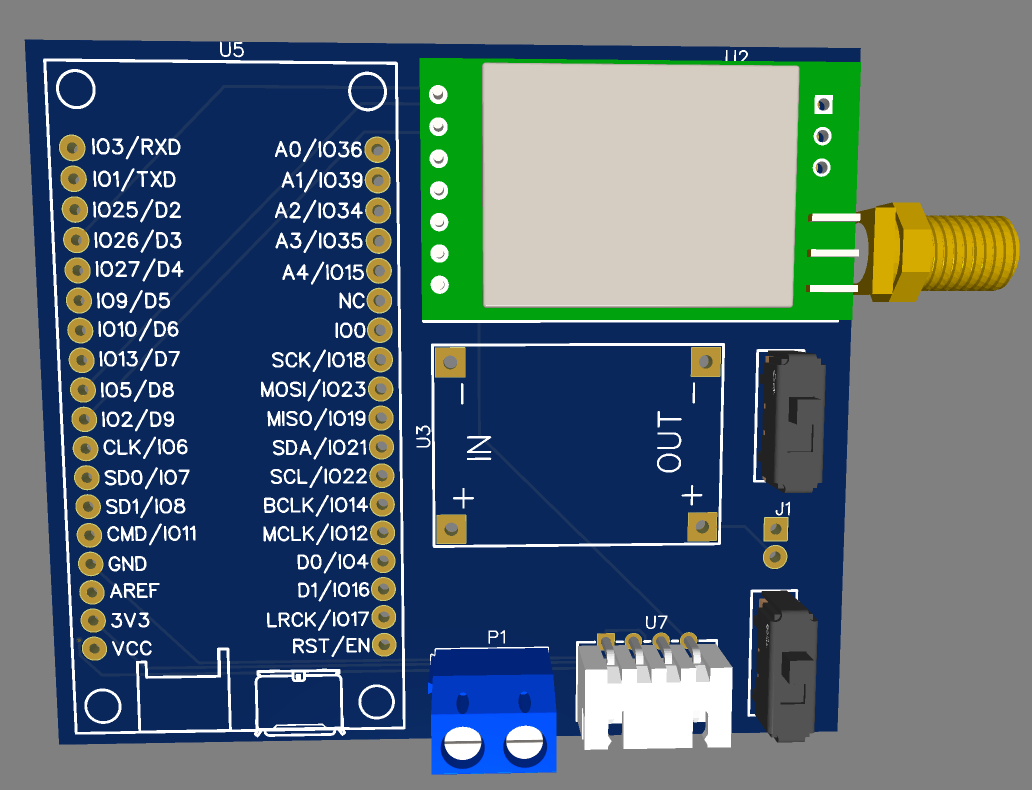 U5
U2
IO3/RXD
A0/IO36
IO1/TXD
A1/IO39
IO25/D2
A2/IO34
IO26/D3
A3/IO35
IO27/D4
A4/IO15
IO9/D5
NC
IO10/D6
IO0
IO13/D7
SCK/IO18
IO5/D8
MOSI/IO23
IO2/D9
MISO/IO19
CLK/IO6
SDA/IO21
SD0/IO7
SCL/IO22
SD1/IO8
BCLK/IO14
CMD/IO11
MCLK/IO12
GND
D0/IO4
AREF
D1/IO16
3V3
LRCK/IO17
VCC
RST/EN
U3
IN
OUT
- -
+ +
J1
P1
U7